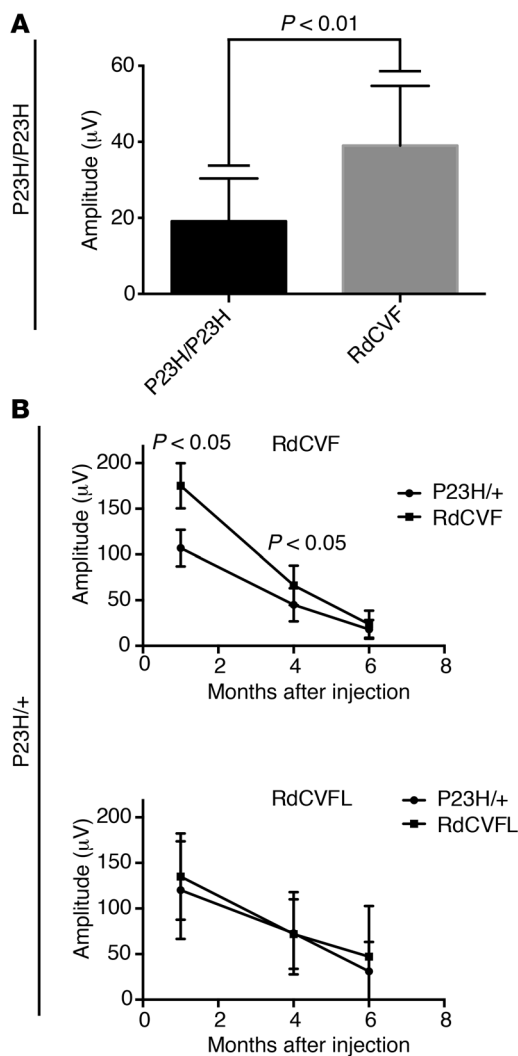 A
P < 0.01
P23H/P23H
Amplitude (μV)
60
40
20
0
P23H/P23H
RdCVF
B
P23H/+
RdCVF
P < 0.05
P < 0.05
P23H/+
RdCVF
Amplitude (μV)
200
150
100
50
0
0 2 4 6 8
Months after injection
RdCVFL
P23H/+
RdCVFL
Amplitude (μV)
200
150
100
50
0
0 2 4 6 8
Months after injection